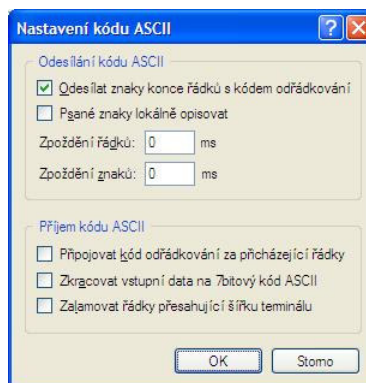 Nastavení kódu ASCII
Odesílání kódu ASCII
Odesílat znaky konce řádků s kódem odřádkování
Psané znaky lokálně opisovat
Zpoždění řádků: 0 ms
Zpoždění znaků: 0 ms
Příjem kódu ASCII
Připojovat kód odřádkování za přicházející řádky
Zkracovat vstupní data na 7bitový kód ASCII
Zalamovat řádky přesahující šířku terminálu
OK Storno